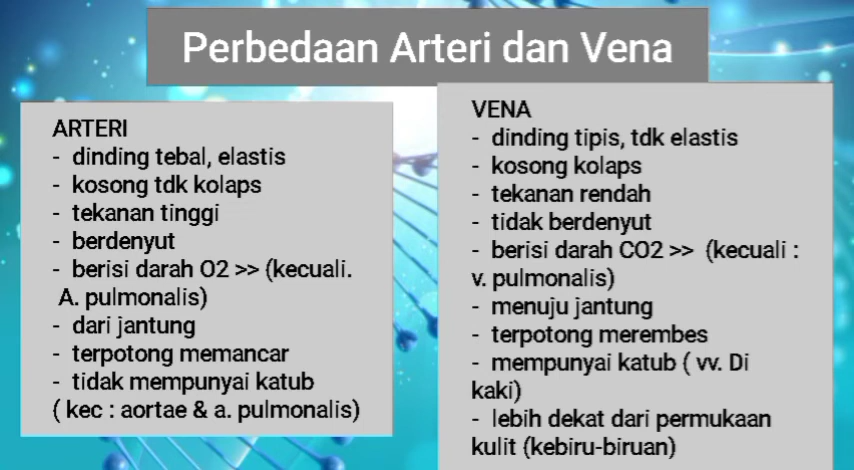 Perbedaan Arteri dan Vena
ARTERI
- dinding tebal, elastis
- kosong tdk kolaps
- tekanan tinggi
- berdenyut
- berisi darah O2 >> (kecuali.
A. pulmonalis)
- dari jantung
- terpotong memancar
- tidak mempunyai katub
( kec : aortae & a. pulmonalis)
VENA
- dinding tipis, tdk elastis
- kosong kolaps
- tekanan rendah
- tidak berdenyut
- berisi darah CO2 >> (kecuali :
v. pulmonalis)
- menuju jantung
- terpotong merembes
- mempunyai katub ( vv. Di
kaki)
- lebih dekat dari permukaan
kulit (kebiru-biruan)